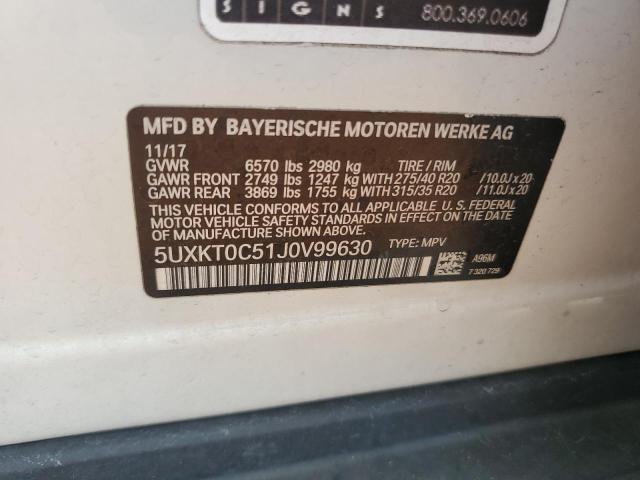 SIGNS 800.369.0606
MFD BY BAYERISCHE MOTOREN WERKE AG
11/17
GVWR 6570 lbs 2980 kg TIRE / RIM
GAWR FRONT 2749 lbs 1247 kg WITH 275/40 R20 /10.0J x 20
GAWR REAR 3869 lbs 1755 kg WITH 315/35 R20 /11.0J x 20
THIS VEHICLE CONFORMS TO ALL APPLICABLE U. S. FEDERAL
MOTOR VEHICLE SAFETY STANDARDS IN EFFECT ON THE DATE
OF MANUFACTURE SHOWN ABOVE.
5UXKT0C51J0V99630 TYPE: MPV
A96M
7 320 729